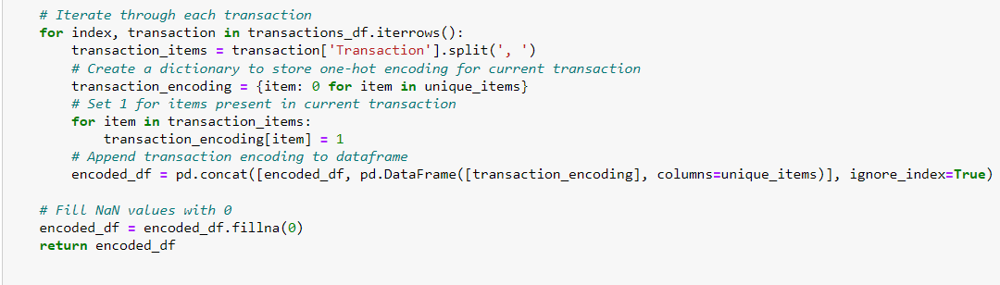 # Iterate through each transaction
for index, transaction in transactions_df.iterrows():
transaction_items = transaction['Transaction'].split(', ')
# Create a dictionary to store one-hot encoding for current transaction
transaction_encoding = {item: 0 for item in unique_items}
# Set 1 for items present in current transaction
for item in transaction_items:
transaction_encoding[item] = 1
# Append transaction encoding to dataframe
encoded_df = pd.concat([encoded_df, pd.DataFrame([transaction_encoding], columns=unique_items)], ignore_index=True)
# Fill NaN values with 0
encoded_df = encoded_df.fillna(0)
return encoded_df